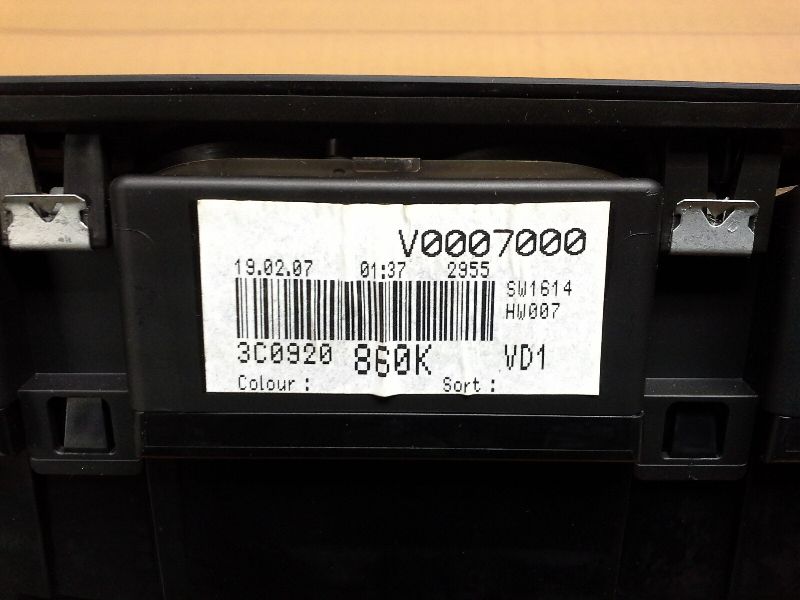 V0007000
19.02.07 01:37 2955
SW1614
HW007
3C0920 860K VD1
Colour : Sort :